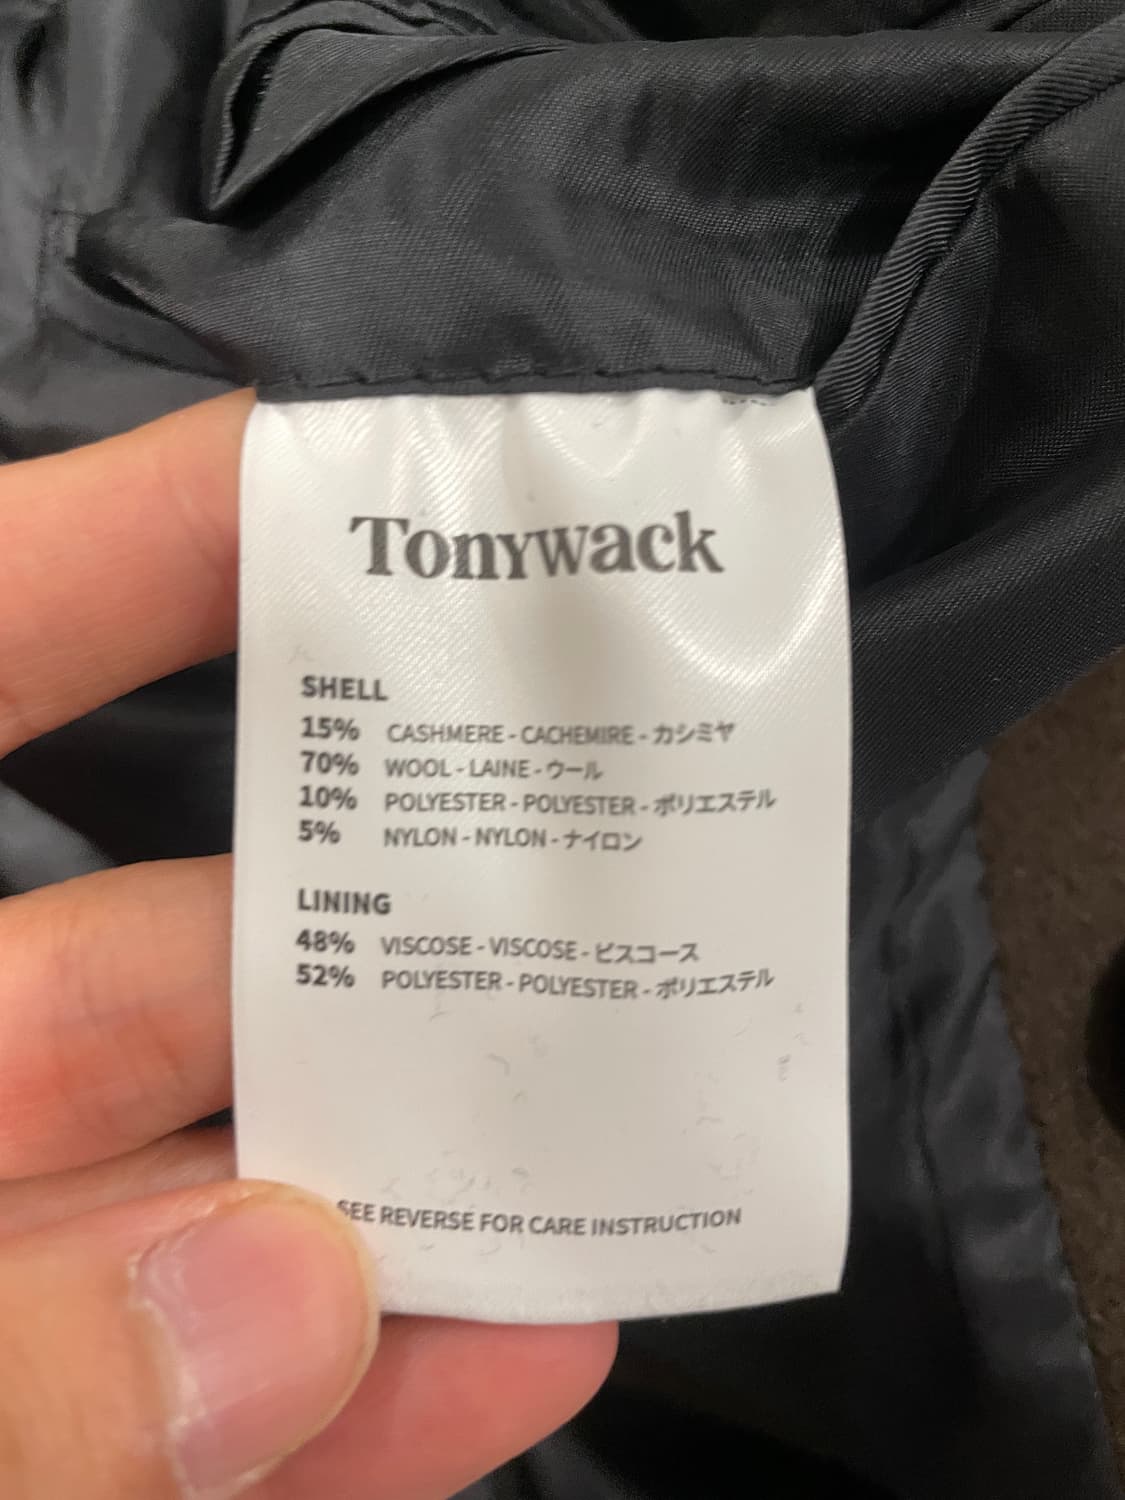 Tonywack
SHELL
15% CASHMERE - CACHEMIRE - カシミヤ
70% WOOL - LAINE - ウール
10% POLYESTER - POLYESTER - ポリエステル
5% NYLON - NYLON - ナイロン
LINING
48% VISCOSE - VISCOSE - ビスコース
52% POLYESTER - POLYESTER - ポリエステル
SEE REVERSE FOR CARE INSTRUCTION